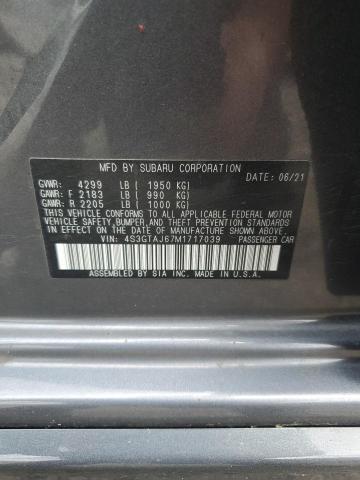 MFD BY SUBARU CORPORATION
DATE: 06/21
GVWR: 4299 LB (1950 KG)
GAWR: F 2183 LB ( 990 KG)
GAWR: R 2205 LB ( 1000 KG)
THIS VEHICLE CONFORMS TO ALL APPLICABLE FEDERAL MOTOR
VEHICLE SAFETY,BUMPER,AND THEFT PREVENTION STANDARDS
IN EFFECT ON THE DATE OF MANUFACTURE SHOWN ABOVE.
VIN: 4S3GTAJ67M1717039 PASSENGER CAR
ASSEMBLED BY SIA INC. MADE IN U.S.A.